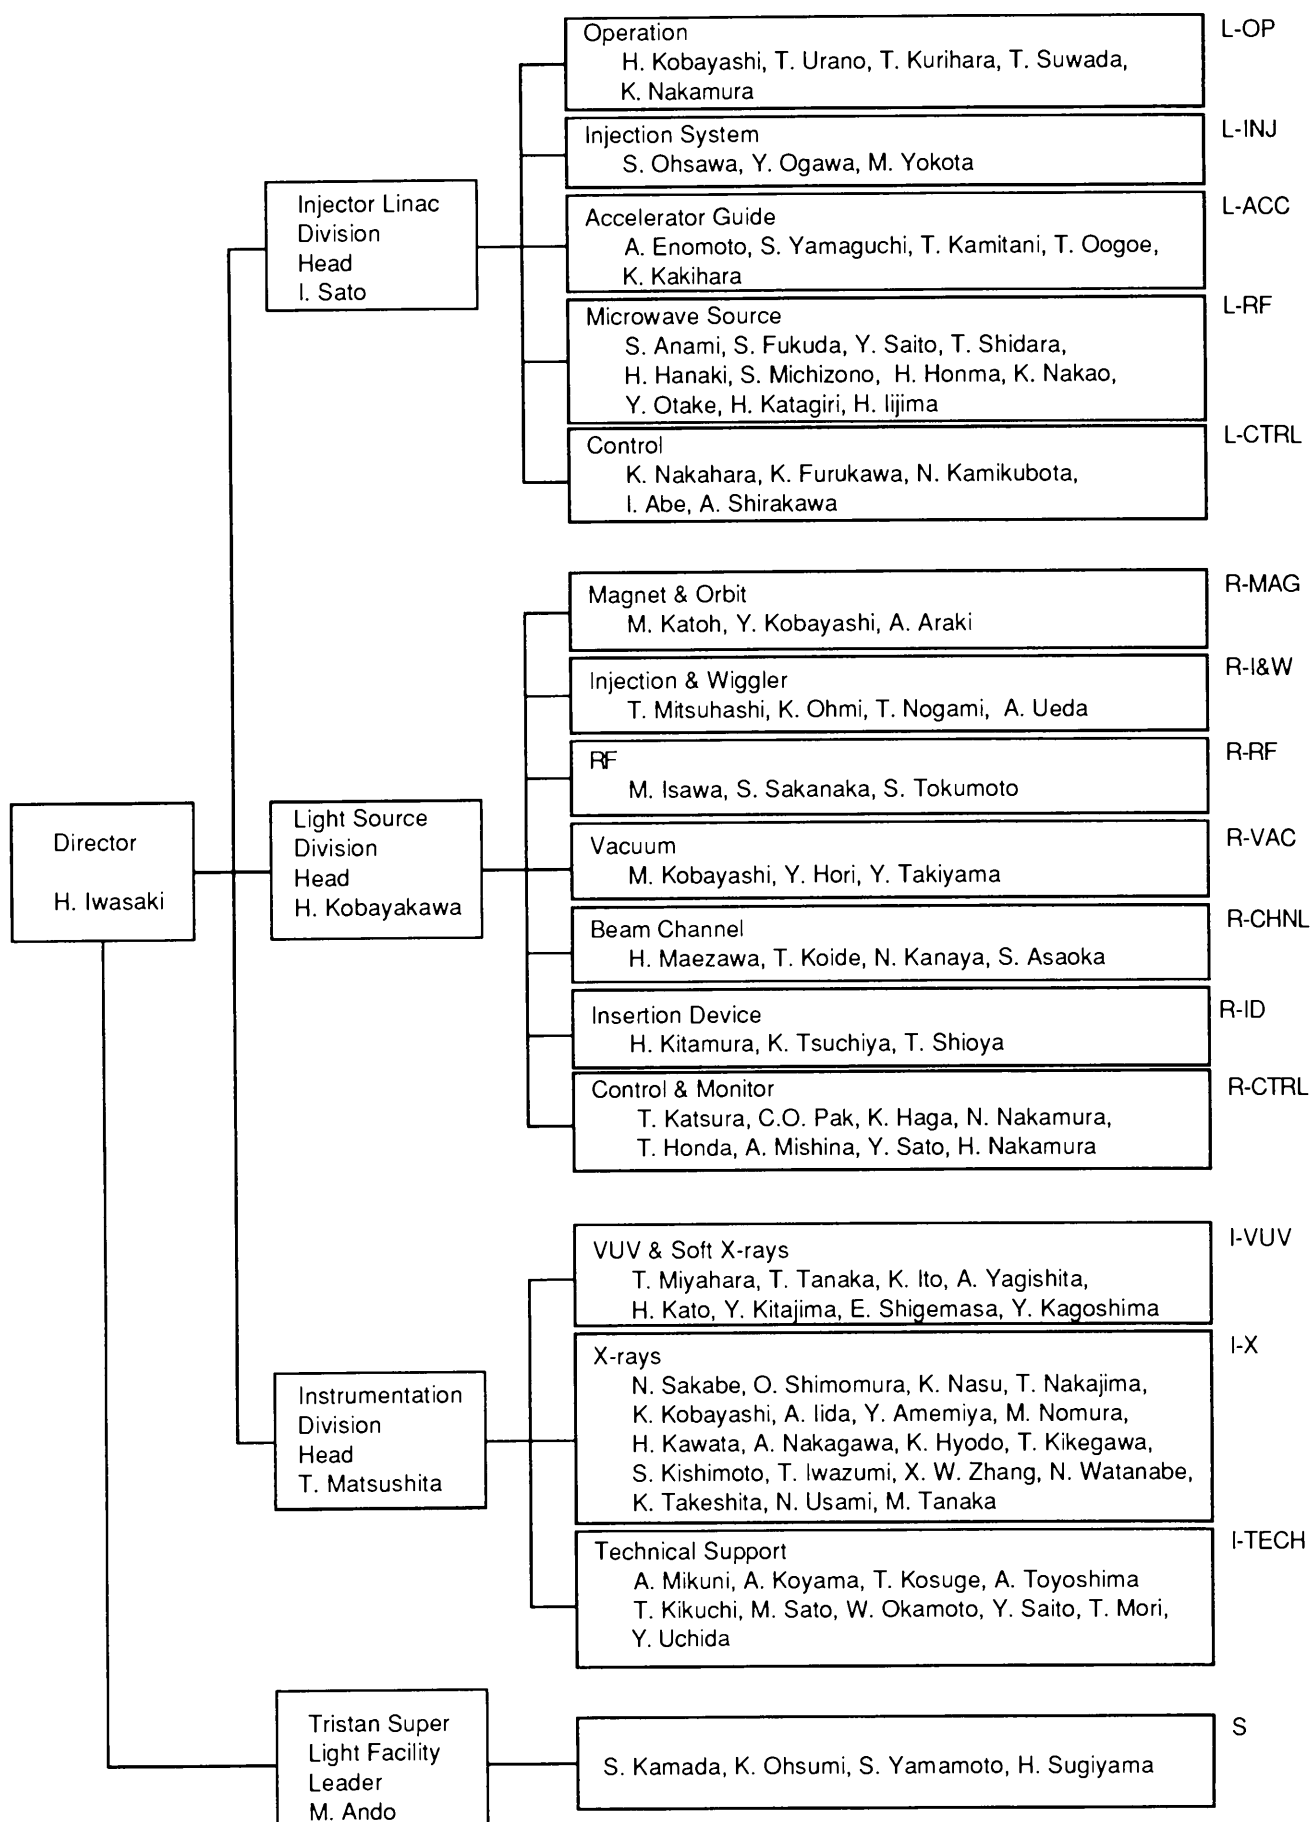 Director
H. Iwasaki
Injector Linac
Division
Head
I. Sato
Operation
H. Kobayashi, T. Urano, T. Kurihara, T. Suwada,
K. Nakamura
L-OP
Injection System
S. Ohsawa, Y. Ogawa, M. Yokota
L-INJ
Accelerator Guide
A. Enomoto, S. Yamaguchi, T. Kamitani, T. Oogoe,
K. Kakihara
L-ACC
Microwave Source
S. Anami, S. Fukuda, Y. Saito, T. Shidara,
H. Hanaki, S. Michizono, H. Honma, K. Nakao,
Y. Otake, H. Katagiri, H. Iijima
L-RF
Control
K. Nakahara, K. Furukawa, N. Kamikubota,
I. Abe, A. Shirakawa
L-CTRL
Light Source
Division
Head
H. Kobayakawa
Magnet & Orbit
M. Katoh, Y. Kobayashi, A. Araki
R-MAG
Injection & Wiggler
T. Mitsuhashi, K. Ohmi, T. Nogami, A. Ueda
R-I&W
RF
M. Isawa, S. Sakanaka, S. Tokumoto
R-RF
Vacuum
M. Kobayashi, Y. Hori, Y. Takiyama
R-VAC
Beam Channel
H. Maezawa, T. Koide, N. Kanaya, S. Asaoka
R-CHNL
Insertion Device
H. Kitamura, K. Tsuchiya, T. Shioya
R-ID
Control & Monitor
T. Katsura, C.O. Pak, K. Haga, N. Nakamura,
T. Honda, A. Mishina, Y. Sato, H. Nakamura
R-CTRL
Instrumentation
Division
Head
T. Matsushita
VUV & Soft X-rays
T. Miyahara, T. Tanaka, K. Ito, A. Yagishita,
H. Kato, Y. Kitajima, E. Shigemasa, Y. Kagoshima
I-VUV
X-rays
N. Sakabe, O. Shimomura, K. Nasu, T. Nakajima,
K. Kobayashi, A. Iida, Y. Amemiya, M. Nomura,
H. Kawata, A. Nakagawa, K. Hyodo, T. Kikegawa,
S. Kishimoto, T. Iwazumi, X. W. Zhang, N. Watanabe,
K. Takeshita, N. Usami, M. Tanaka
I-X
Technical Support
A. Mikuni, A. Koyama, T. Kosuge, A. Toyoshima
T. Kikuchi, M. Sato, W. Okamoto, Y. Saito, T. Mori,
Y. Uchida
I-TECH
Tristan Super
Light Facility
Leader
M. Ando
S. Kamada, K. Ohsumi, S. Yamamoto, H. Sugiyama
S